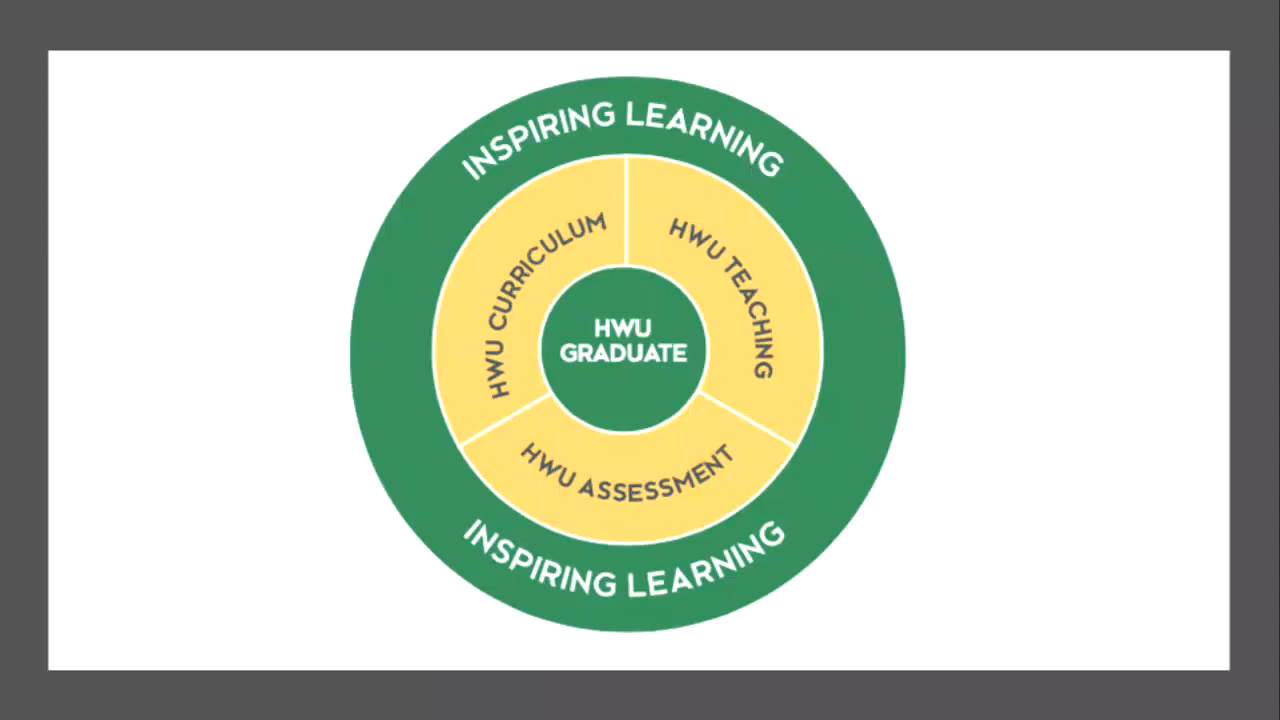 INSPIRING LEARNING
HWU CURRICULUM
HWU TEACHING
HWU
GRADUATE
HWU ASSESSMENT
INSPIRING LEARNING